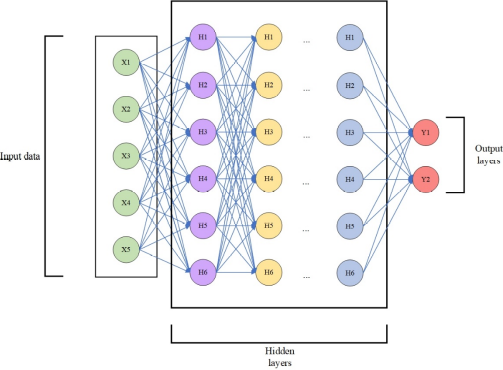 H1 H1 ... H1
X1
H2 H2 ... H2
X2
H3 H3 ... H3 Y1
Input data X3
Output
layers
H4 H4 ... H4 Y2
X4
H5 H5 ... H5
X5
H6 H6 ... H6
Hidden
layers